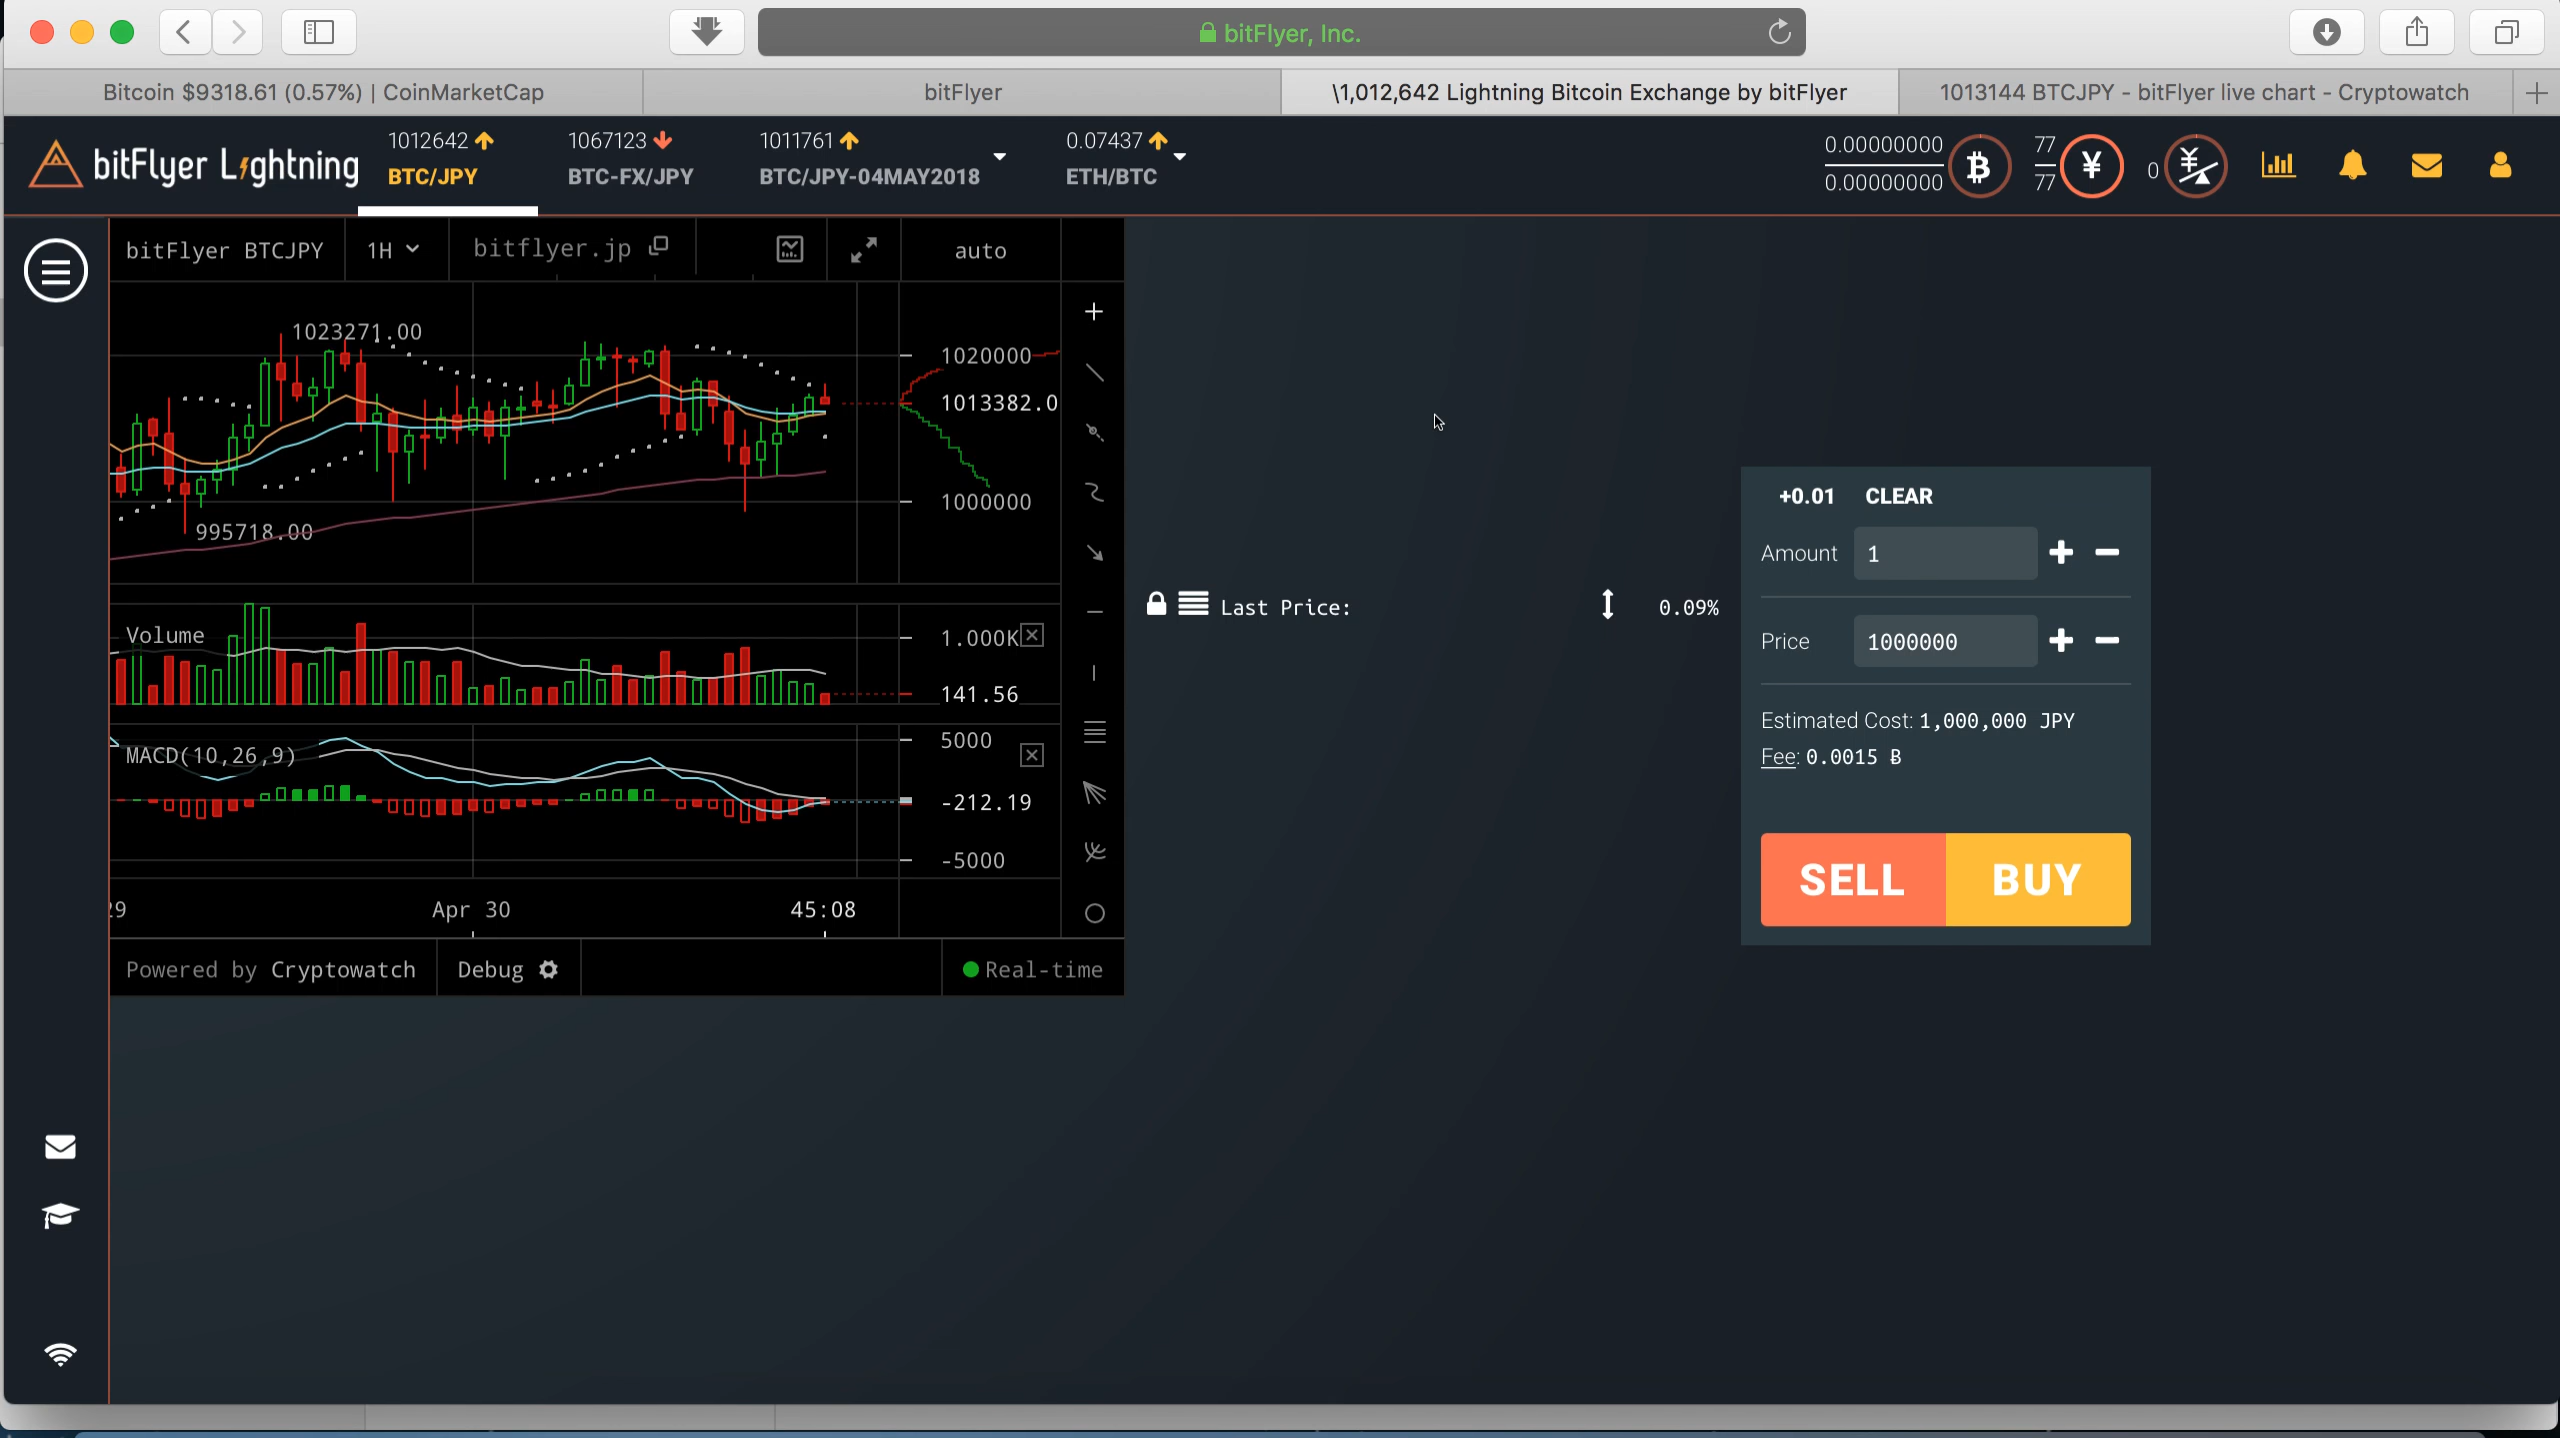 bitFlyer, Inc.
Bitcoin $9318.61 (0.57%) | CoinMarketCap
bitFlyer
\1,012,642 Lightning Bitcoin Exchange by bitFlyer
1013144 BTCJPY - bitFlyer live chart - Cryptowatch
bitFlyer Lightning
1012642
BTC/JPY
1067123
BTC-FX/JPY
1011761
BTC/JPY-04MAY2018
0.07437
ETH/BTC
0.00000000
0.00000000
77
77
0
bitFlyer BTCJPY
1H
bitflyer.jp
auto
1023271.00
995718.00
1020000
1013382.0
1000000
Volume
1.000K
141.56
MACD(10,26,9)
5000
-212.19
-5000
29
Apr 30
45:08
Powered by Cryptowatch
Debug
Real-time
Last Price:
0.09%
+0.01 CLEAR
Amount 1
Price 1000000
Estimated Cost: 1,000,000 JPY
Fee: 0.0015 Ƀ
SELL
BUY